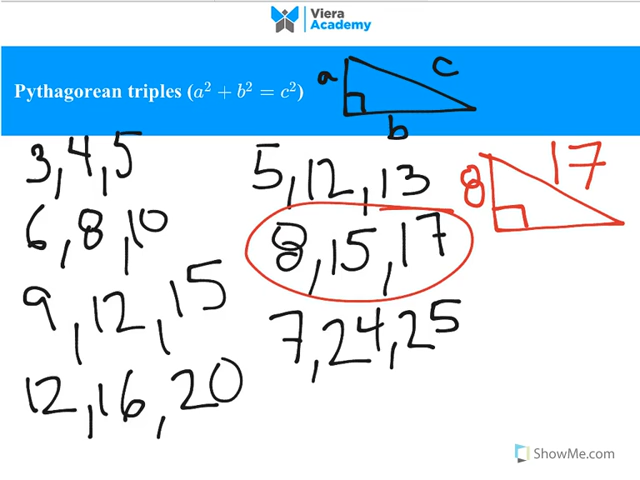 Viera
Academy
Pythagorean triples (a² + b² = c²)
a
c
b
3,4,5
6,8,10
9,12,15
12,16,20
5,12,13
8,15,17
7,24,25
8
17
ShowMe.com